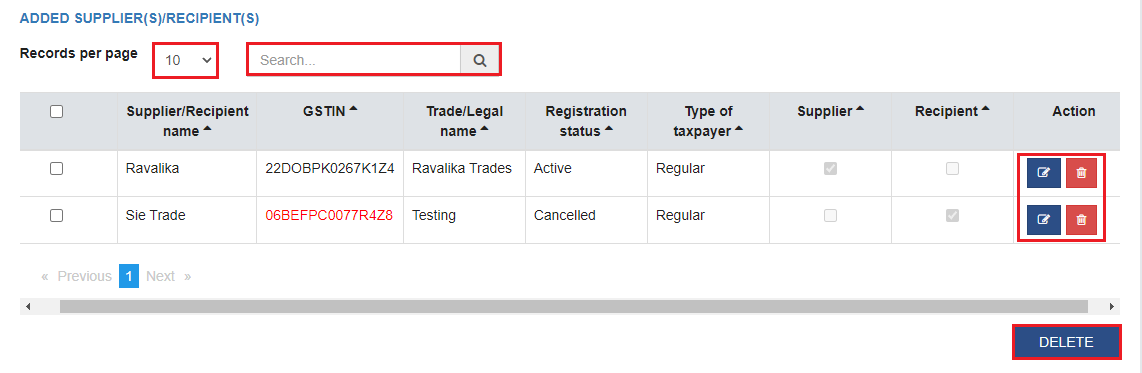 ADDED SUPPLIER(S)/RECIPIENT(S)
Records per page 10 Search...
Supplier/Recipient name GSTIN Trade/Legal name Registration status Type of taxpayer Supplier Recipient Action
Ravalika 22DOBPK0267K1Z4 Ravalika Trades Active Regular
Sie Trade 06BEFPC0077R4Z8 Testing Cancelled Regular
« Previous 1 Next »
DELETE